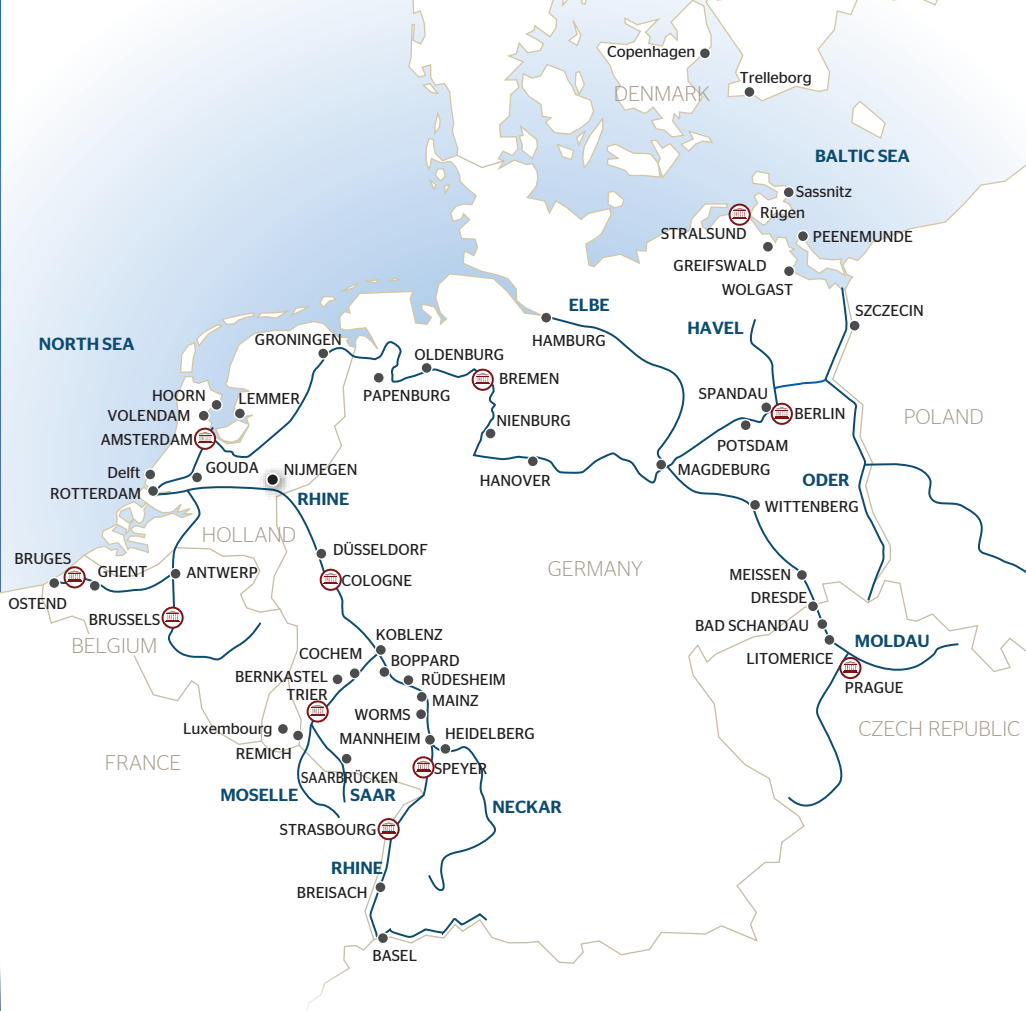 Copenhagen
Trelleborg
DENMARK
BALTIC SEA
Sassnitz
Rügen
STRALSUND
PEENEMUNDE
GREIFSWALD
WOLGAST
ELBE
SZCZECIN
HAVEL
NORTH SEA
GRONINGEN
HAMBURG
OLDENBURG
BREMEN
PAPENBURG
HOORN
LEMMER
SPANDAU
VOLENDAM
BERLIN
POLAND
NIENBURG
AMSTERDAM
POTSDAM
GOUDA
NIJMEGEN
Delft
MAGDEBURG
HANOVER
ODER
ROTTERDAM
RHINE
WITTENBERG
HOLLAND
DÜSSELDORF
BRUGES
GHENT
ANTWERP
GERMANY
MEISSEN
COLOGNE
DRESDE
OSTEND
BRUSSELS
BAD SCHANDAU
KOBLENZ
MOLDAU
BELGIUM
COCHEM
BOPPARD
LITOMERICE
BERNKASTEL
RÜDESHEIM
PRAGUE
TRIER
MAINZ
WORMS
Luxembourg
CZECH REPUBLIC
MANNHEIM
HEIDELBERG
REMICH
FRANCE
SPEYER
SAARBRÜCKEN
MOSELLE
SAAR
NECKAR
STRASBOURG
RHINE
BREISACH
BASEL